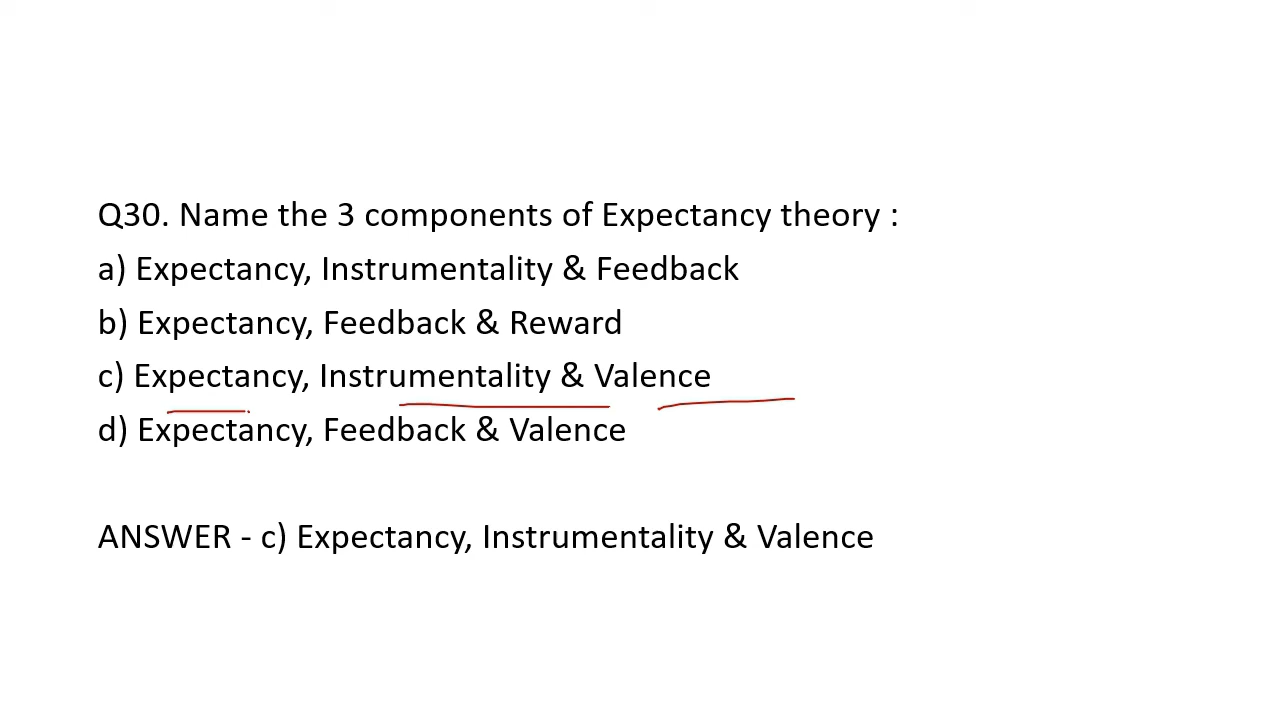 Q30. Name the 3 components of Expectancy theory :
a) Expectancy, Instrumentality & Feedback
b) Expectancy, Feedback & Reward
c) Expectancy, Instrumentality & Valence
d) Expectancy, Feedback & Valence
ANSWER - c) Expectancy, Instrumentality & Valence